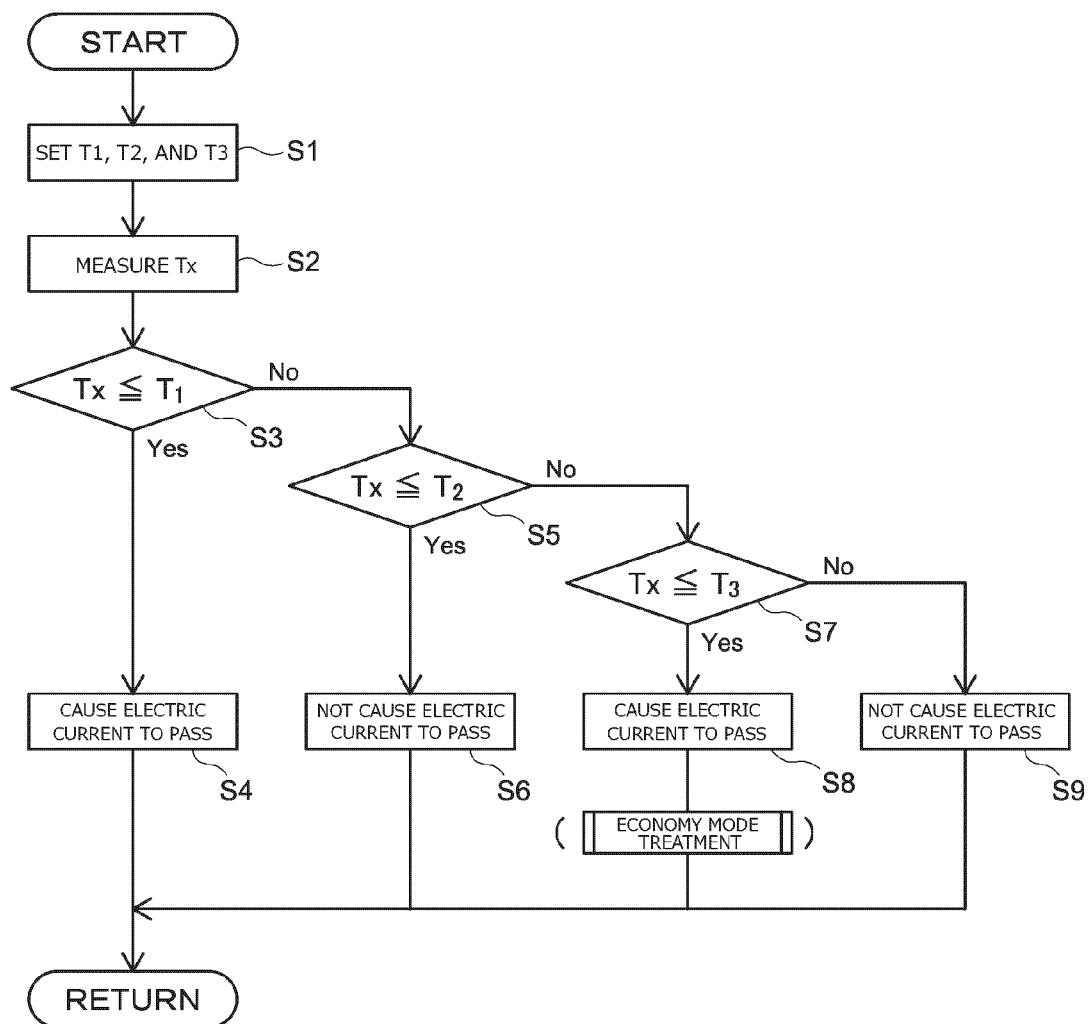 START
SET T1, T2, AND T3
S1
MEASURE Tx
S2
Tx ≦ T1
No
S3
Yes
Tx ≦ T2
No
S5
Yes
Tx ≦ T3
No
S7
Yes
CAUSE ELECTRIC
CURRENT TO PASS
S4
NOT CAUSE ELECTRIC
CURRENT TO PASS
S6
CAUSE ELECTRIC
CURRENT TO PASS
S8
NOT CAUSE ELECTRIC
CURRENT TO PASS
S9
( ECONOMY MODE
TREATMENT )
RETURN